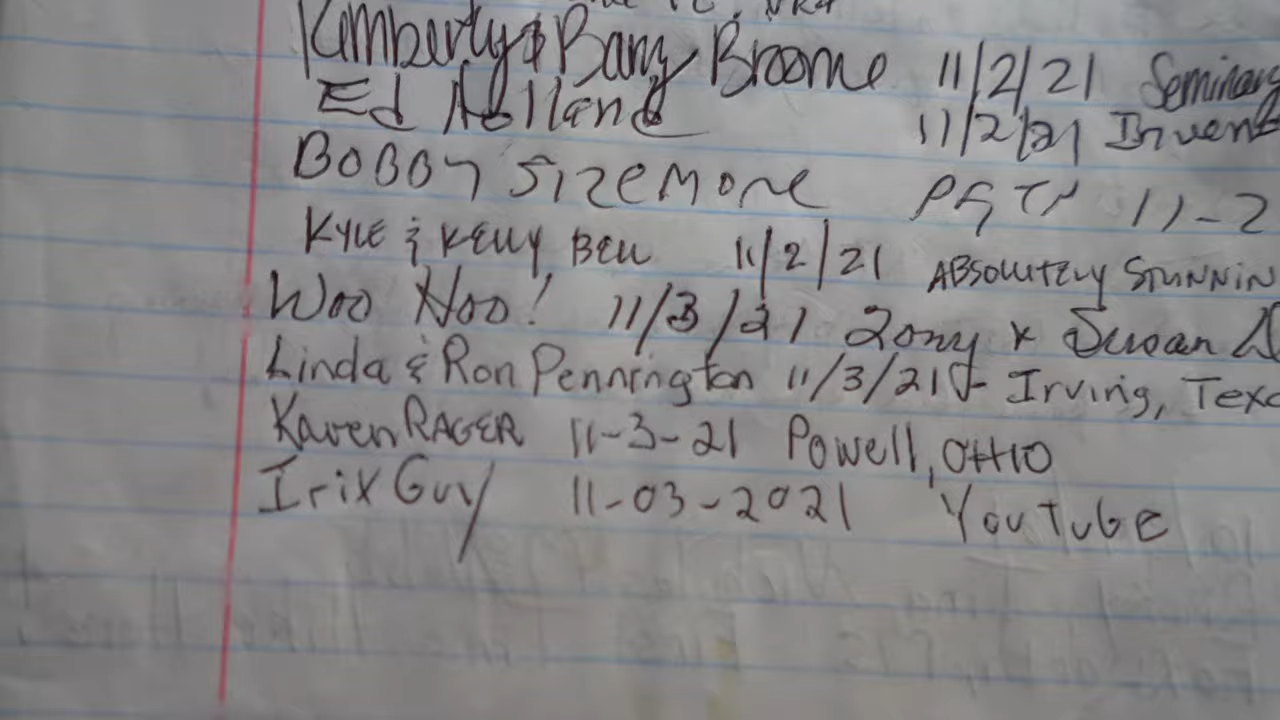 Kimberly & Barry Broome 11/2/21
Ed Holland 11/2/21
BOBBY SIZEMORE 11-2
KYLE & KELLY BELL 11/2/21 ABSOLUTELY STUNNIN
Woo Hoo! 11/3/21 & Susan
Linda & Ron Pennington 11/3/21 - Irving, Texa
Karen RAGER 11-3-21 Powell, OHIO
Irix Guy 11-03-2021 YouTube